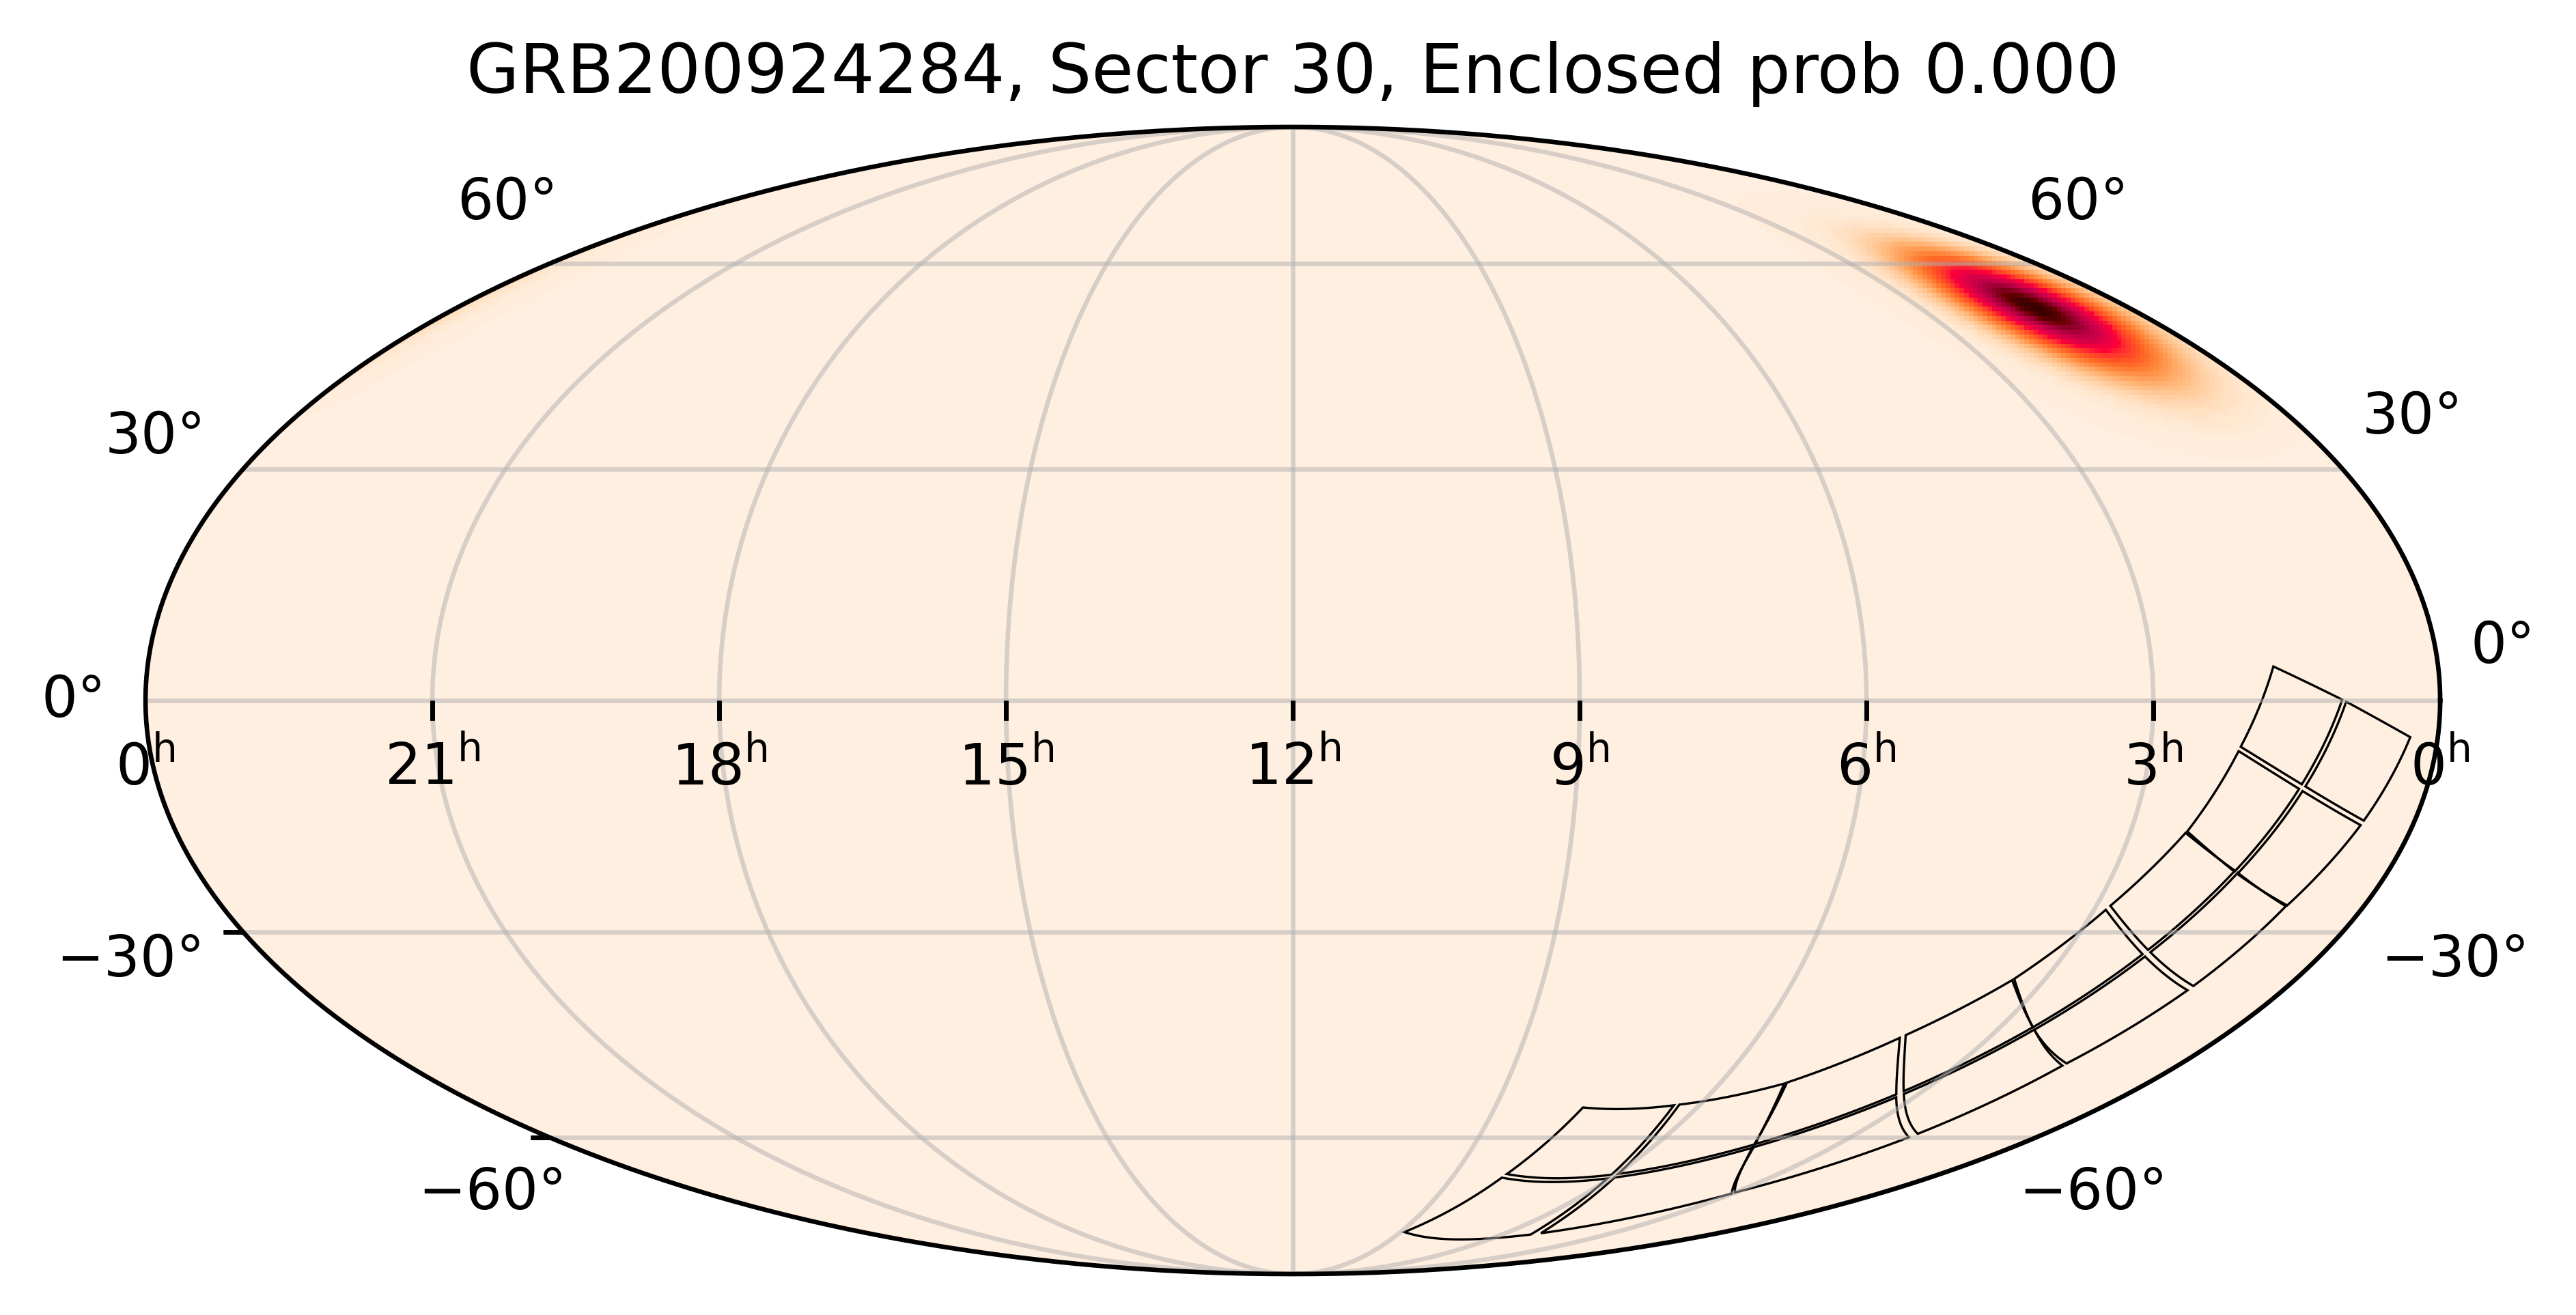 GRB200924284, Sector 30, Enclosed prob 0.000
60° 60°
30° 30°
0° 0°
0h 21h 18h 15h 12h 9h 6h 3h 0h
−30° −30°
−60° −60°